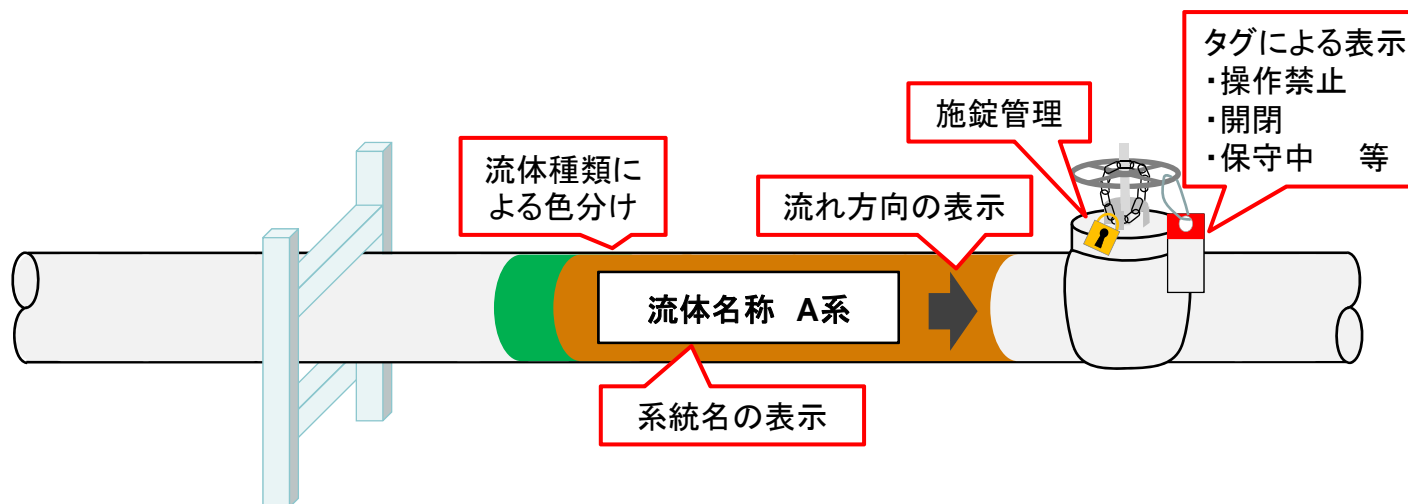 タグによる表示
・操作禁止
・開閉
・保守中　等
施錠管理
流体種類に
よる色分け
流れ方向の表示
流体名称　A系
系統名の表示